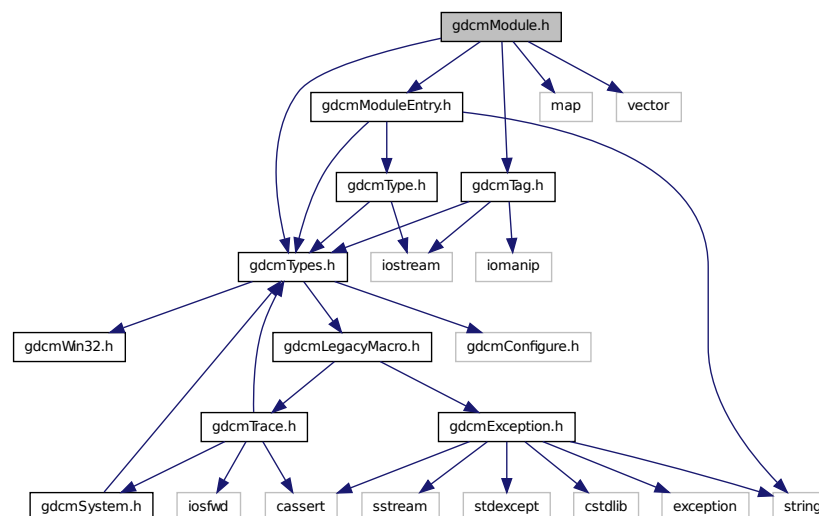 gdcmModule.h
gdcmModuleEntry.h
map
vector
gdcmType.h
gdcmTag.h
gdcmTypes.h
iostream
iomanip
gdcmWin32.h
gdcmLegacyMacro.h
gdcmConfigure.h
gdcmTrace.h
gdcmException.h
gdcmSystem.h
iosfwd
cassert
sstream
stdexcept
cstdlib
exception
string